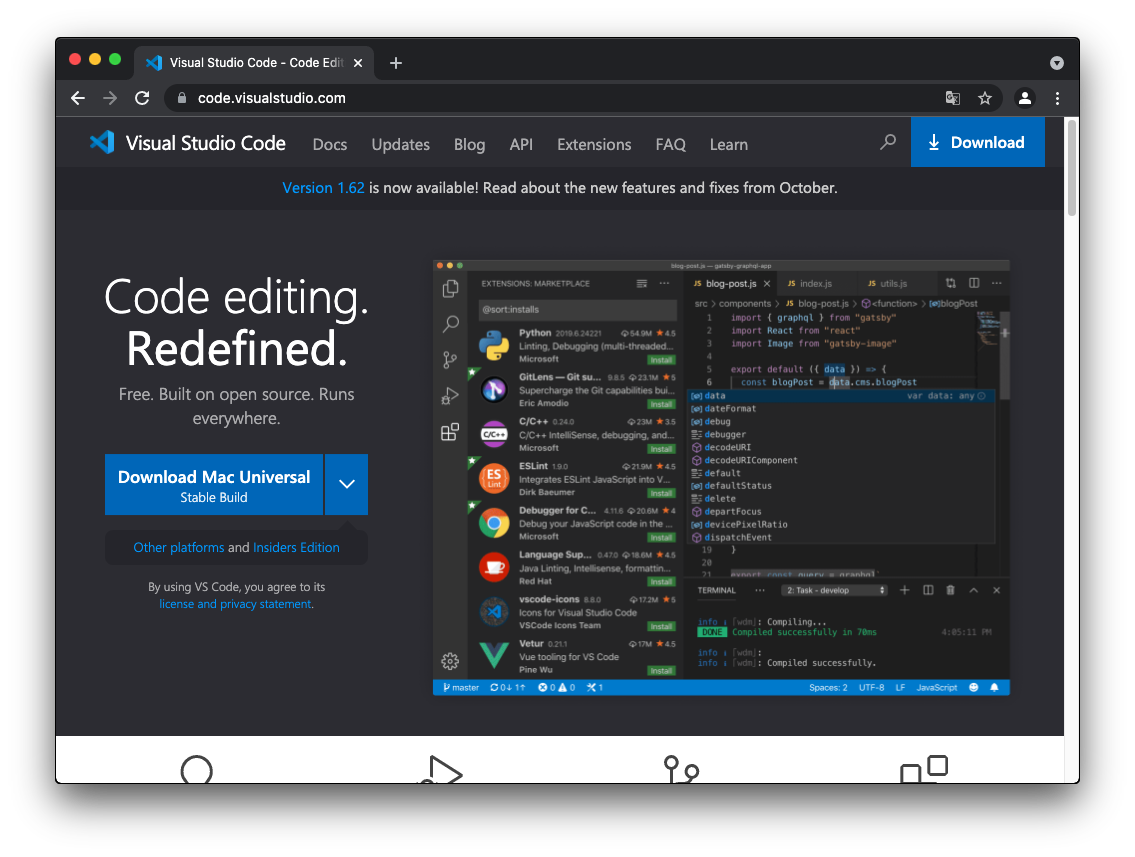 Visual Studio Code - Code Edit
code.visualstudio.com
Visual Studio Code Docs Updates Blog API Extensions FAQ Learn Download
Version 1.62 is now available! Read about the new features and fixes from October.
Code editing.
Redefined.
Free. Built on open source. Runs
everywhere.
Download Mac Universal
Stable Build
Other platforms and Insiders Edition
By using VS Code, you agree to its
license and privacy statement.
blog-post.js — gatsby-graphql-app
EXTENSIONS: MARKETPLACE
@sort:installs
Python 2019.6.24221 54.9M 4.5
Linting, Debugging (multi-threaded...
Microsoft Install
GitLens — Git su... 9.8.5 23.1M 5
Supercharge the Git capabilities bui...
Eric Amodio Install
C/C++ 0.24.0 23M 3.5
C/C++ IntelliSense, debugging, and...
Microsoft Install
ESLint 1.9.0 21.9M 4.5
Integrates ESLint JavaScript into V...
Dirk Baeumer Install
Debugger for C... 4.11.6 20.6M 4
Debug your JavaScript code in the ...
Microsoft Install
Language Sup... 0.47.0 18.6M 4.5
Java Linting, Intellisense, formattin...
Red Hat Install
vscode-icons 8.8.0 17.2M 5
Icons for Visual Studio Code
VSCode Icons Team Install
Vetur 0.21.1 17M 4.5
Vue tooling for VS Code
Pine Wu Install
C/C++
ES
Lint
JS blog-post.js JS index.js JS utils.js
src > components > JS blog-post.js > <function> > blogPost
1 import { graphql } from "gatsby"
2 import React from "react"
3 import Image from "gatsby-image"
4
5 export default ({ data }) => {
6 const blogPost = data.cms.blogPost
data var data: any
dateFormat
debug
debugger
decodeURI
decodeURIComponent
default
defaultStatus
delete
departFocus
devicePixelRatio
dispatchEvent
19 }
20
21 export const query = graphql`
TERMINAL ... 2: Task - develop
info : [wdm]: Compiling...
DONE Compiled successfully in 70ms 4:05:11 PM
info : [wdm]:
info : [wdm]: Compiled successfully.
master 0↓ 1↑ 0 0 1 Spaces: 2 UTF-8 LF JavaScript